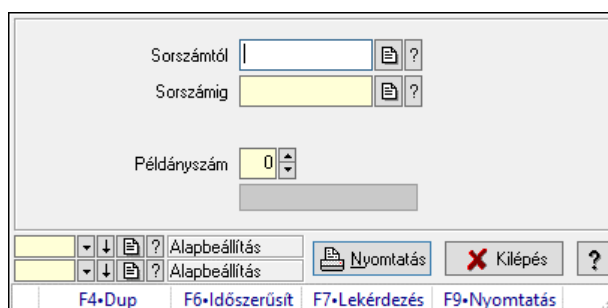 Sorszámtól ?
Sorszámig ?
Példányszám 0
? Alapbeállítás
? Alapbeállítás
Nyomtatás Kilépés ?
F4•Dup F6•Időszerűsít F7•Lekérdezés F9•Nyomtatás